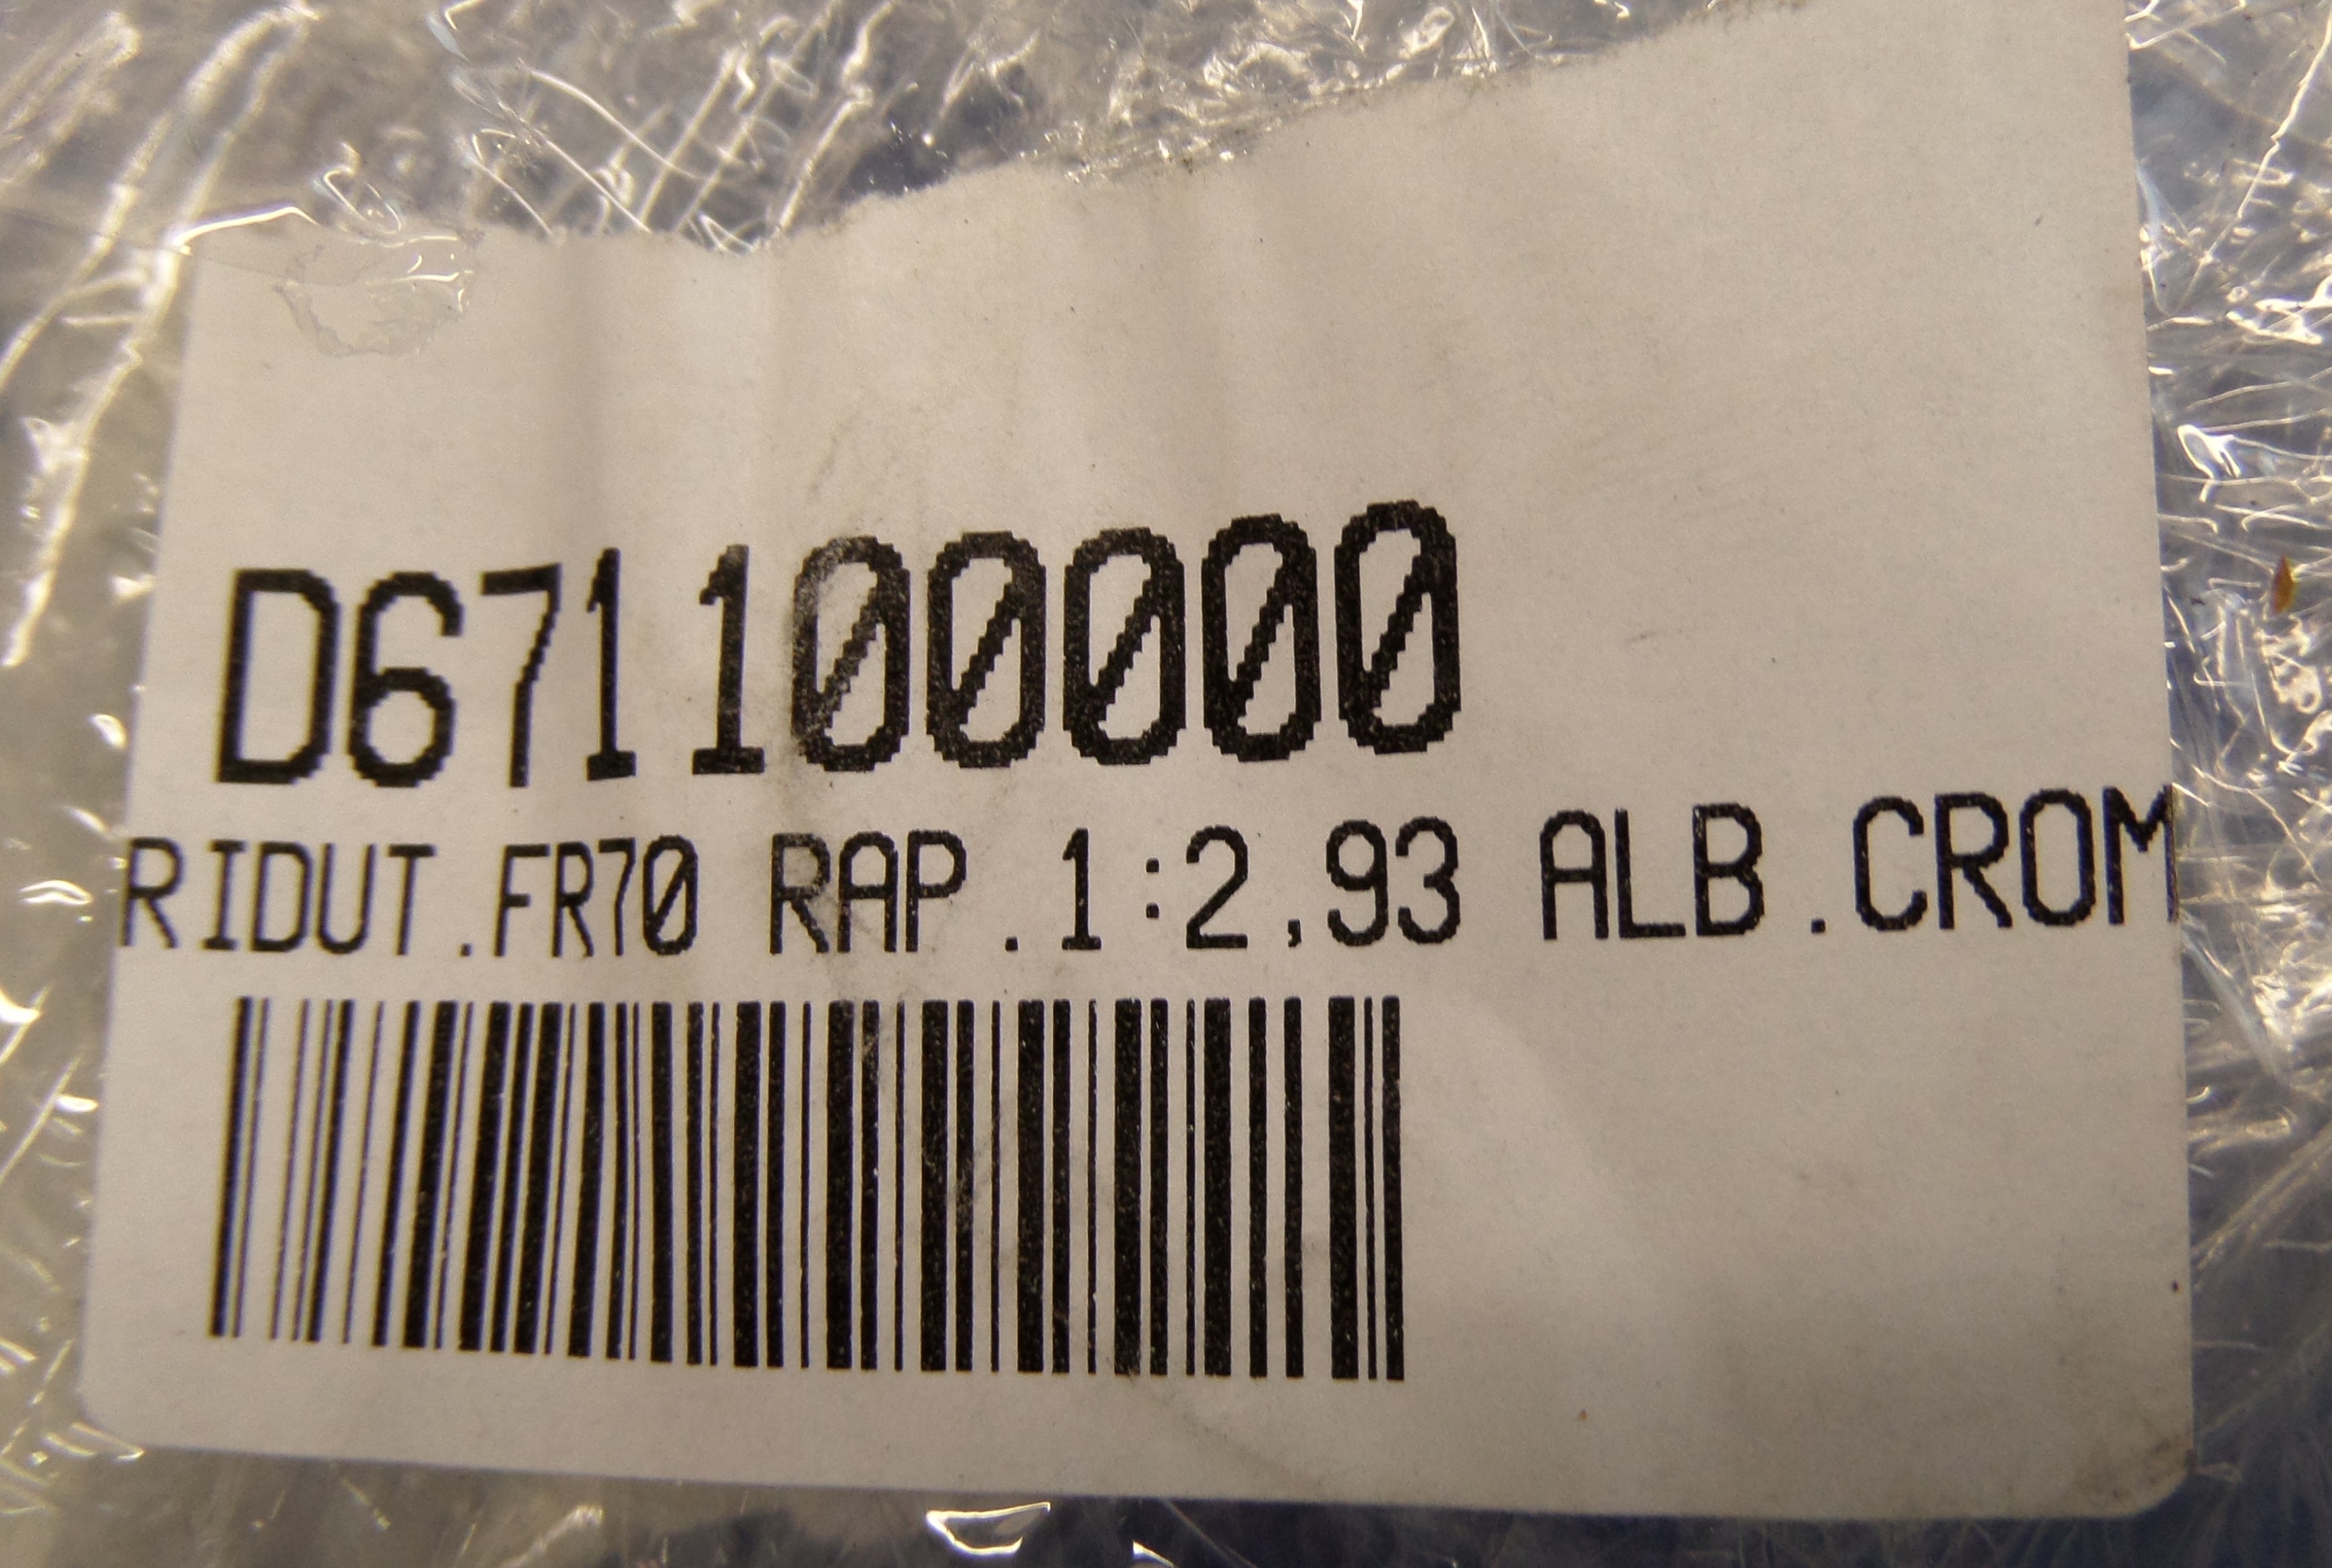 D671100000
RIDUT.FR70 RAP.1:2,93 ALB.CROM